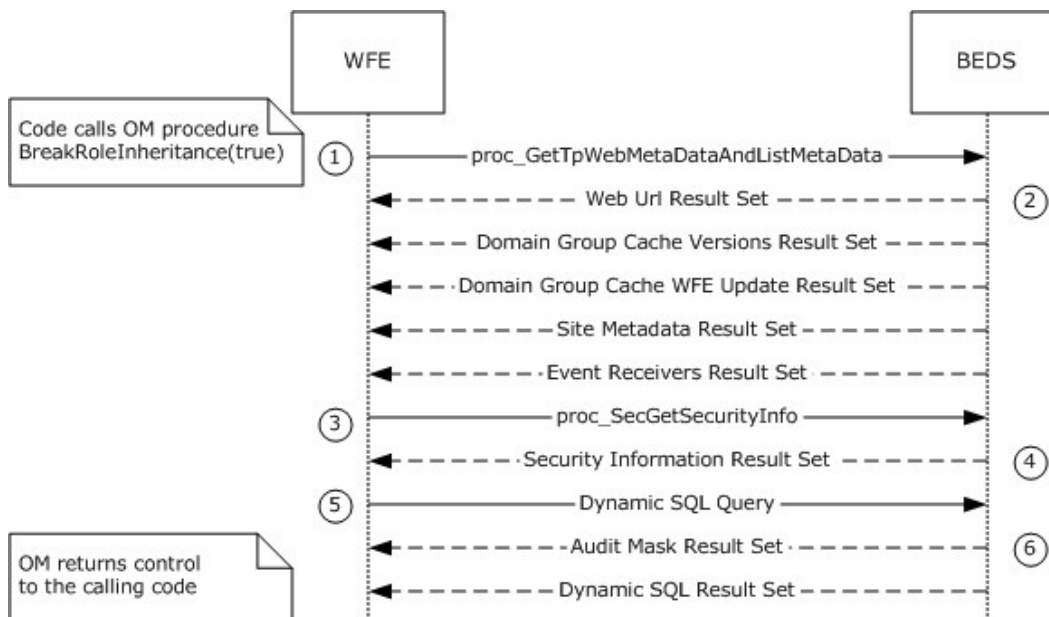 WFE
BEDS
Code calls OM procedure
BreakRoleInheritance(true)
1
proc_GetTpWebMetaDataAndListMetaData
Web Url Result Set
2
Domain Group Cache Versions Result Set
Domain Group Cache WFE Update Result Set
Site Metadata Result Set
Event Receivers Result Set
3
proc_SecGetSecurityInfo
Security Information Result Set
4
5
Dynamic SQL Query
Audit Mask Result Set
6
OM returns control
to the calling code
Dynamic SQL Result Set